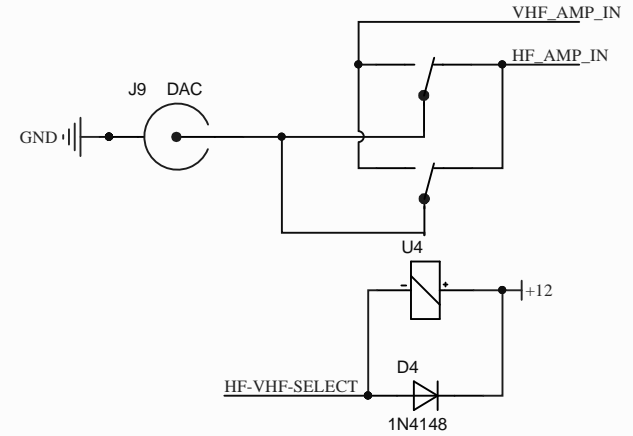 VHF_AMP_IN
HF_AMP_IN
J9 DAC
GND
U4
- +
+12
D4
HF-VHF-SELECT
1N4148